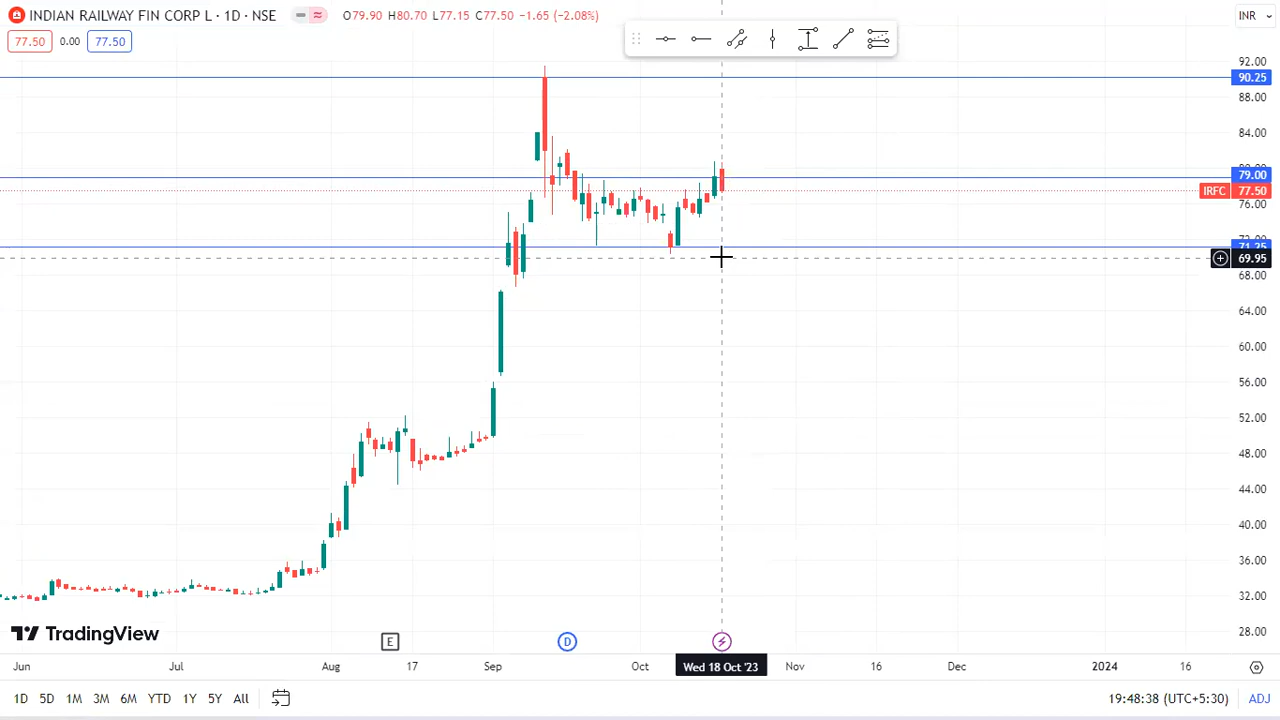 INDIAN RAILWAY FIN CORP L · 1D · NSE
O79.90 H80.70 L77.15 C77.50 −1.65 (−2.08%)
INR
77.50 0.00 77.50
92.00
90.25
88.00
84.00
79.00
IRFC 77.50
76.00
71.25
69.95
68.00
64.00
60.00
56.00
52.00
48.00
44.00
40.00
36.00
32.00
28.00
TradingView
E D
Jun Jul Aug 17 Sep Oct Wed 18 Oct '23 Nov 16 Dec 2024 16
1D 5D 1M 3M 6M YTD 1Y 5Y All
19:48:38 (UTC+5:30) ADJ